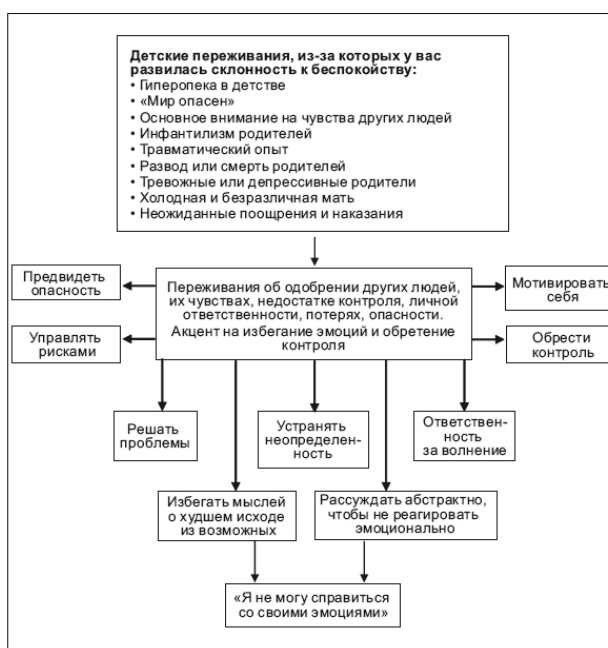 Детские переживания, из-за которых у вас
развилась склонность к беспокойству:
• Гиперопека в детстве
• «Мир опасен»
• Основное внимание на чувства других людей
• Инфантилизм родителей
• Травматический опыт
• Развод или смерть родителей
• Тревожные или депрессивные родители
• Холодная и безразличная мать
• Неожиданные поощрения и наказания
Предвидеть
опасность
Переживания об одобрении других людей,
их чувствах, недостатке контроля, личной
ответственности, потерях, опасности.
Акцент на избегание эмоций и обретение
контроля
Мотивировать
себя
Управлять
рисками
Обрести
контроль
Решать
проблемы
Устранять
неопределен-
ность
Ответствен-
ность
за волнение
Избегать мыслей
о худшем исходе
из возможных
Рассуждать абстрактно,
чтобы не реагировать
эмоционально
«Я не могу справиться
со своими эмоциями»